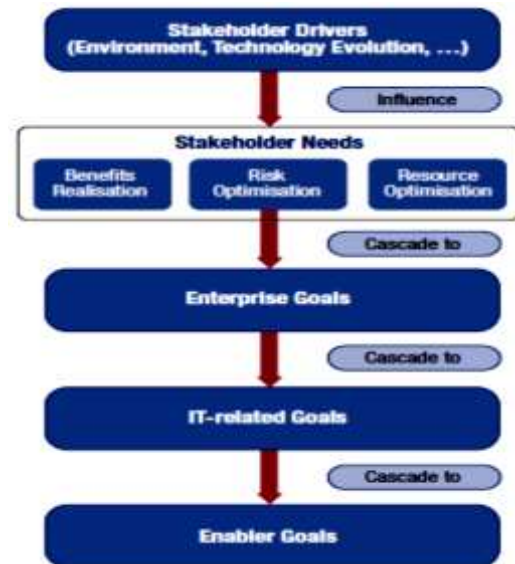 Stakeholder Drivers
(Environment, Technology Evolution, …)
Influence
Stakeholder Needs
Benefits
Realisation
Risk
Optimisation
Resource
Optimisation
Cascade to
Enterprise Goals
Cascade to
IT-related Goals
Cascade to
Enabler Goals